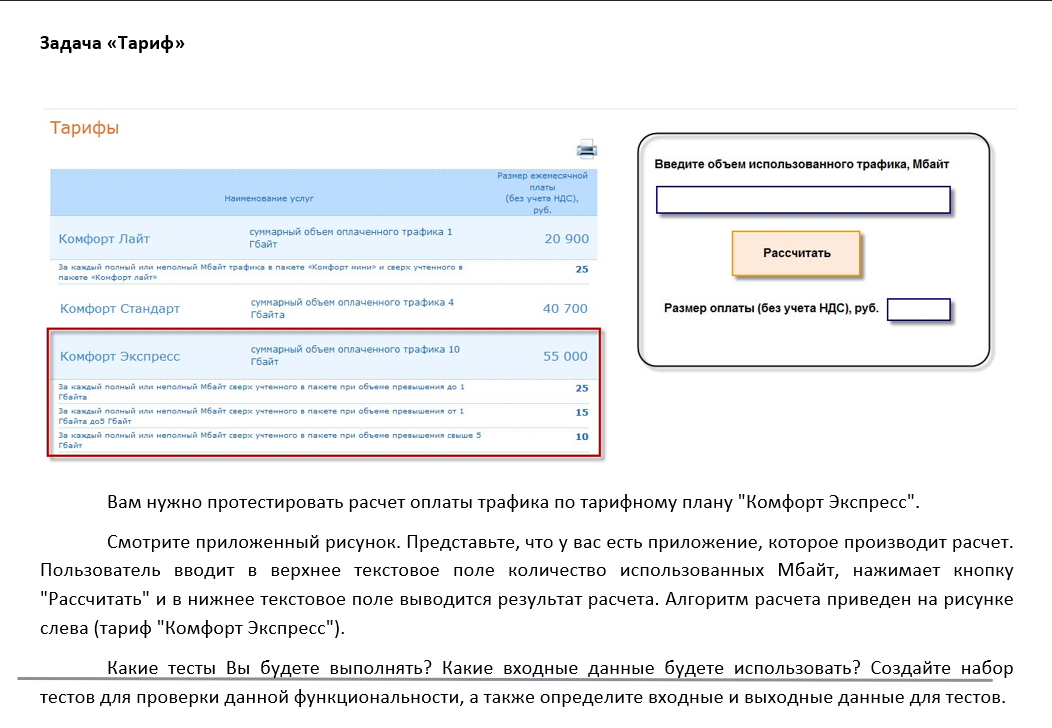 Задача «Тариф»
Тарифы
Наименование услуг
Размер ежемесячной
платы
(без учета НДС),
руб.
Комфорт Лайт
суммарный объем оплаченного трафика 1
Гбайт
20 900
За каждый полный или неполный Мбайт трафика в пакете «Комфорт мини» и сверх учтенного в
пакете «Комфорт лайт»
25
Комфорт Стандарт
суммарный объем оплаченного трафика 4
Гбайта
40 700
Комфорт Экспресс
суммарный объем оплаченного трафика 10
Гбайт
55 000
За каждый полный или неполный Мбайт сверх учтенного в пакете при объеме превышения до 1
Гбайта
25
За каждый полный или неполный Мбайт сверх учтенного в пакете при объеме превышения от 1
Гбайта до5 Гбайт
15
За каждый полный или неполный Мбайт сверх учтенного в пакете при объеме превышения свыше 5
Гбайт
10
Введите объем использованного трафика, Мбайт
Рассчитать
Размер оплаты (без учета НДС), руб.
Вам нужно протестировать расчет оплаты трафика по тарифному плану "Комфорт Экспресс".
Смотрите приложенный рисунок. Представьте, что у вас есть приложение, которое производит расчет.
Пользователь вводит в верхнее текстовое поле количество использованных Мбайт, нажимает кнопку
"Рассчитать" и в нижнее текстовое поле выводится результат расчета. Алгоритм расчета приведен на рисунке
слева (тариф "Комфорт Экспресс").
Какие тесты Вы будете выполнять? Какие входные данные будете использовать? Создайте набор
тестов для проверки данной функциональности, а также определите входные и выходные данные для тестов.